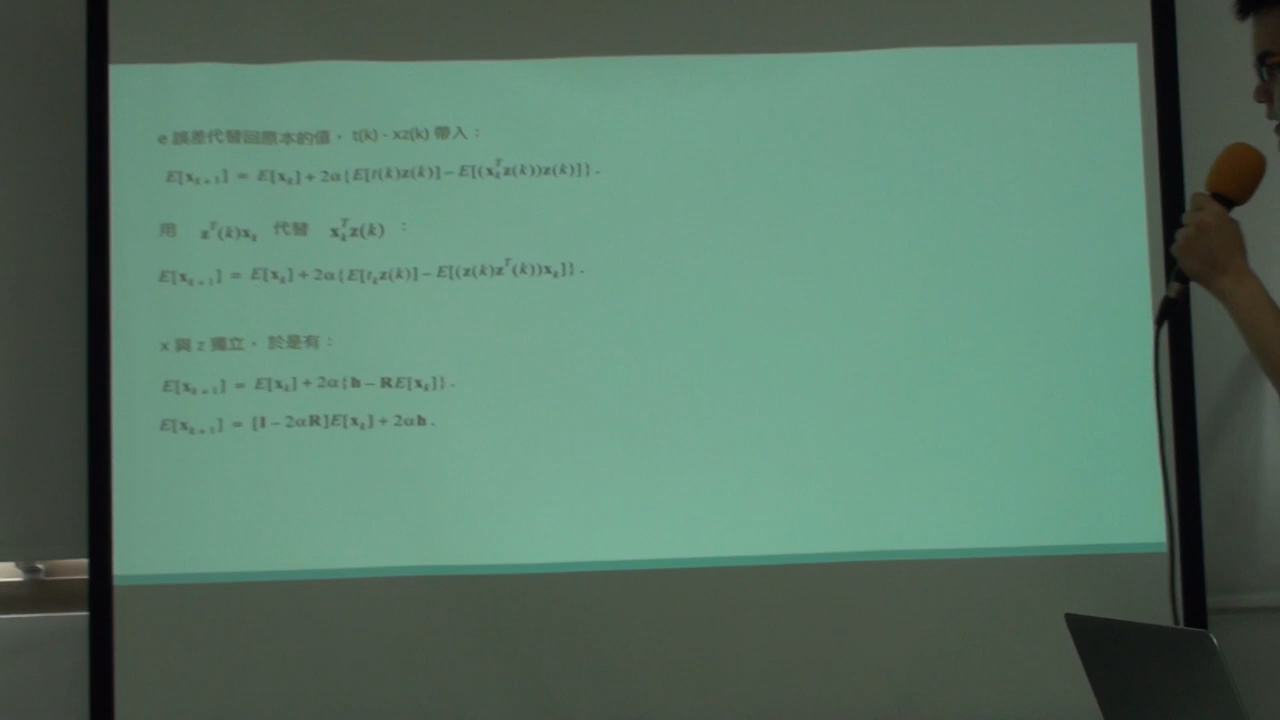 e 誤差代替回原本的值， t(k) - xz(k) 帶入：
E[x_{k+1}] = E[x_k] + 2α{E[t(k)z(k)] – E[(x_k^T z(k))z(k)]} .
用 z^T(k)x_k 代替 x_k^T z(k) ：
E[x_{k+1}] = E[x_k] + 2α{E[t_k z(k)] – E[(z(k)z^T(k))x_k]} .
x 與 z 獨立， 於是有：
E[x_{k+1}] = E[x_k] + 2α{h – RE[x_k]} .
E[x_{k+1}] = [I – 2αR]E[x_k] + 2αh .